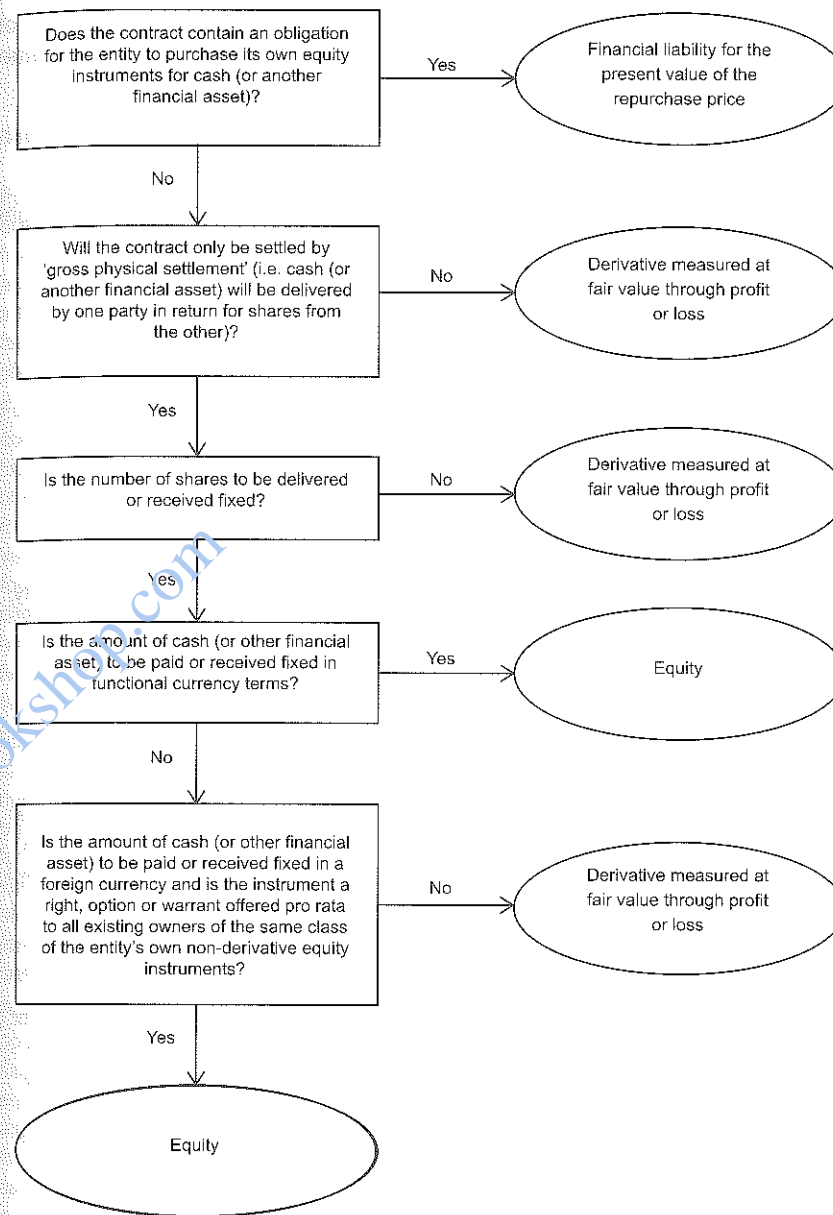 Does the contract contain an obligation
for the entity to purchase its own equity
instruments for cash (or another
financial asset)?
Yes
Financial liability for the
present value of the
repurchase price
No
Will the contract only be settled by
'gross physical settlement' (i.e. cash (or
another financial asset) will be delivered
by one party in return for shares from
the other)?
No
Derivative measured at
fair value through profit
or loss
Yes
Is the number of shares to be delivered
or received fixed?
No
Derivative measured at
fair value through profit
or loss
Yes
Is the amount of cash (or other financial
asset) to be paid or received fixed in
functional currency terms?
Yes
Equity
No
Is the amount of cash (or other financial
asset) to be paid or received fixed in a
foreign currency and is the instrument a
right, option or warrant offered pro rata
to all existing owners of the same class
of the entity's own non-derivative equity
instruments?
No
Derivative measured at
fair value through profit
or loss
Yes
Equity
okshop.com